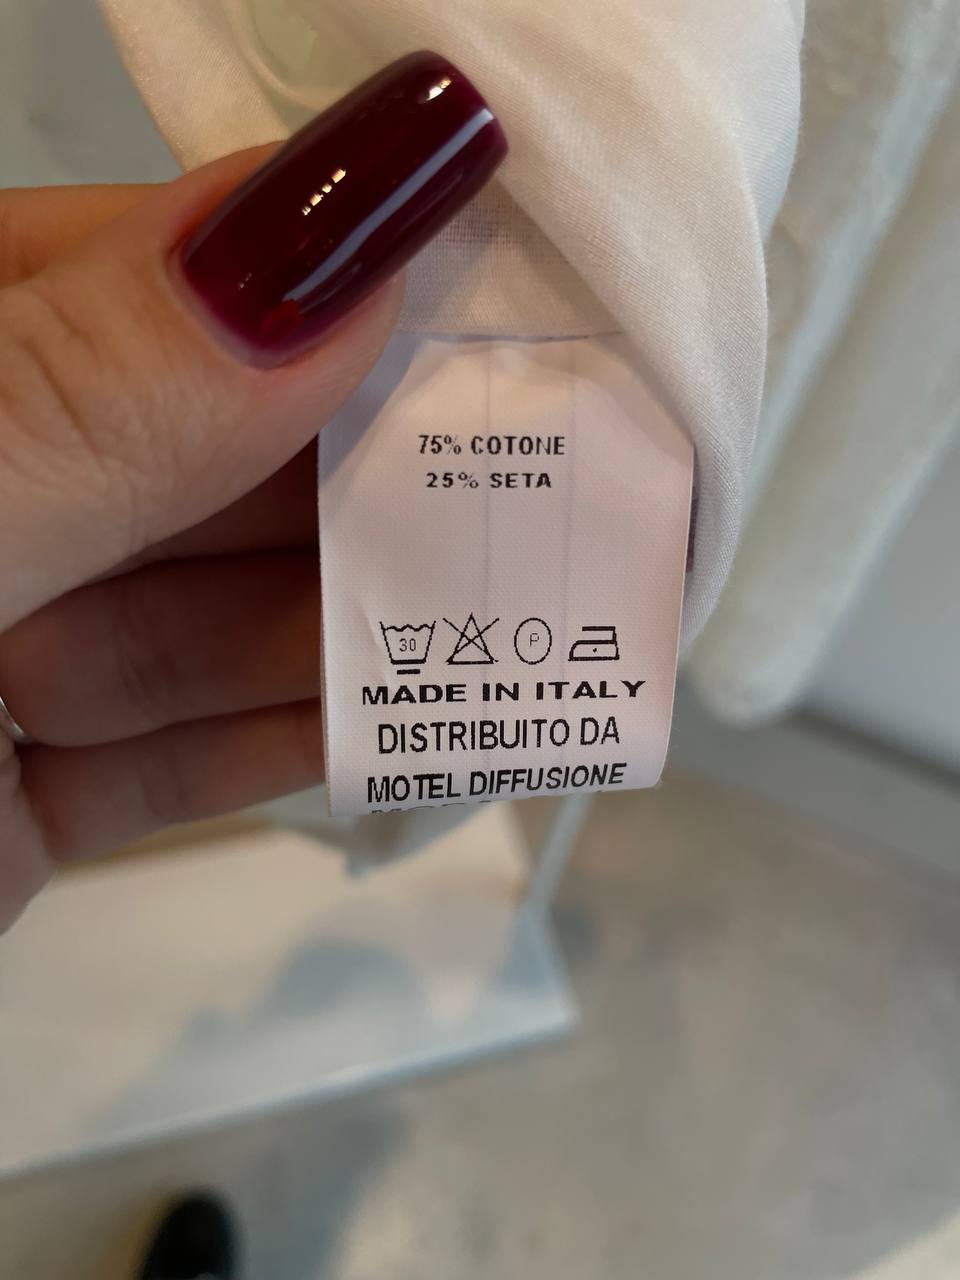 75% COTONE
25% SETA
30
P
MADE IN ITALY
DISTRIBUITO DA
MOTEL DIFFUSIONE